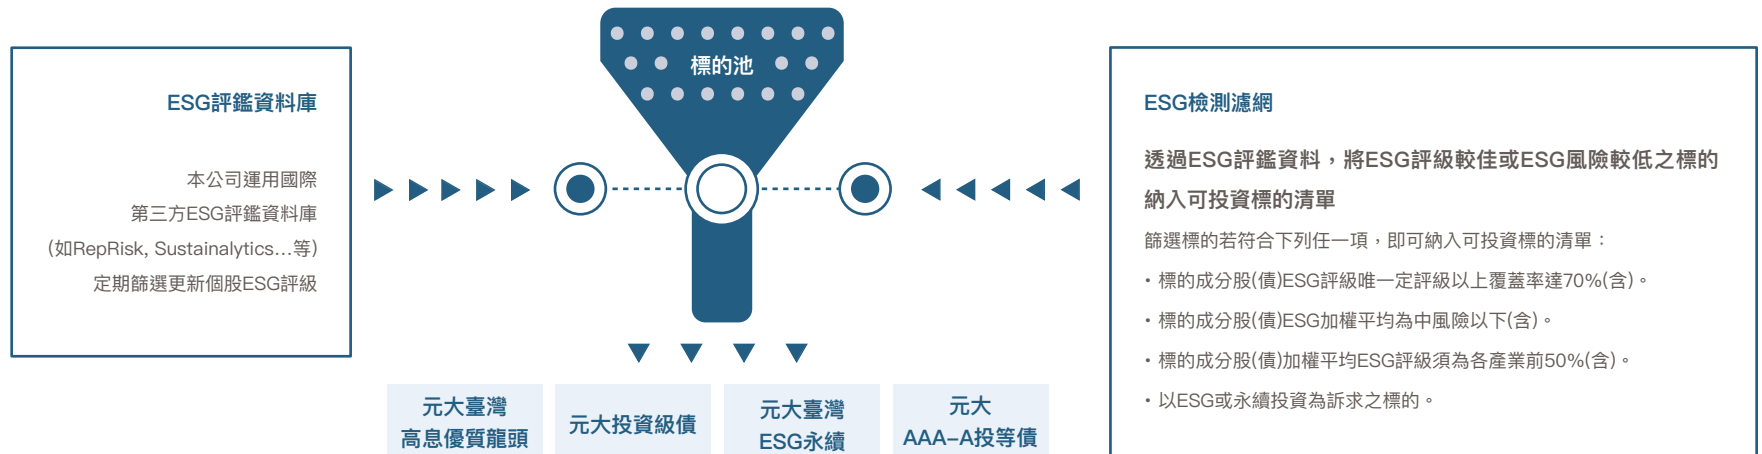 標的池
ESG評鑑資料庫
本公司運用國際
第三方ESG評鑑資料庫
(如RepRisk, Sustainalytics…等)
定期篩選更新個股ESG評級
ESG檢測濾網
透過ESG評鑑資料，將ESG評級較佳或ESG風險較低之標的
納入可投資標的清單
篩選標的若符合下列任一項，即可納入可投資標的清單：
・標的成分股(債)ESG評級唯一定評級以上覆蓋率達70%(含)。
・標的成分股(債)ESG加權平均為中風險以下(含)。
・標的成分股(債)加權平均ESG評級須為各產業前50%(含)。
・以ESG或永續投資為訴求之標的。
元大臺灣
高息優質龍頭
元大投資級債
元大臺灣
ESG永續
元大
AAA–A投等債